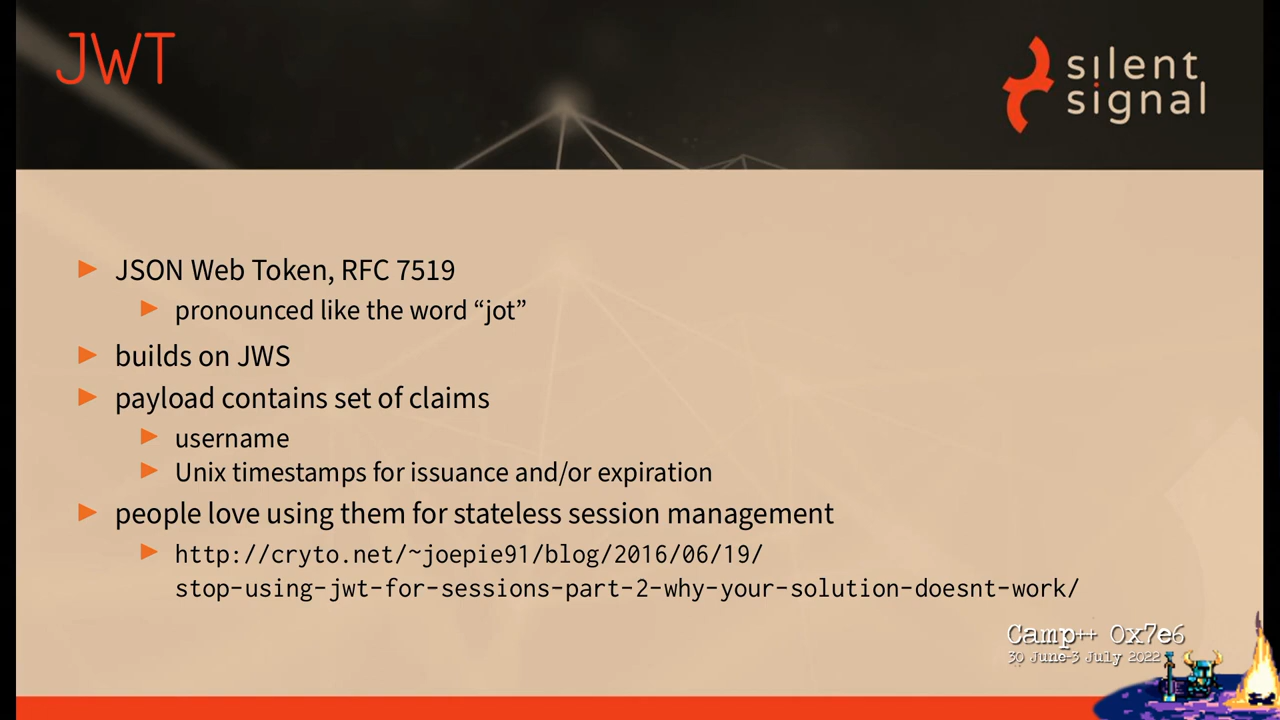 JWT
silent
signal
JSON Web Token, RFC 7519
pronounced like the word “jot”
builds on JWS
payload contains set of claims
username
Unix timestamps for issuance and/or expiration
people love using them for stateless session management
http://cryto.net/~joepie91/blog/2016/06/19/
stop-using-jwt-for-sessions-part-2-why-your-solution-doesnt-work/
Camp++ 0x7e6
30 June-3 July 2022